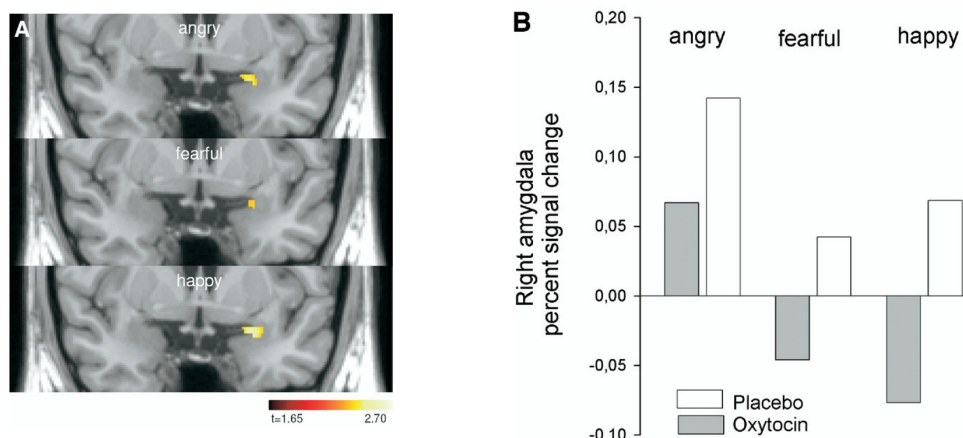 A
angry
fearful
happy
t=1.65 2.70
B
0,20
0,15
0,10
0,05
0,00
-0,05
-0,10
Right amygdala
percent signal change
angry fearful happy
Placebo
Oxytocin